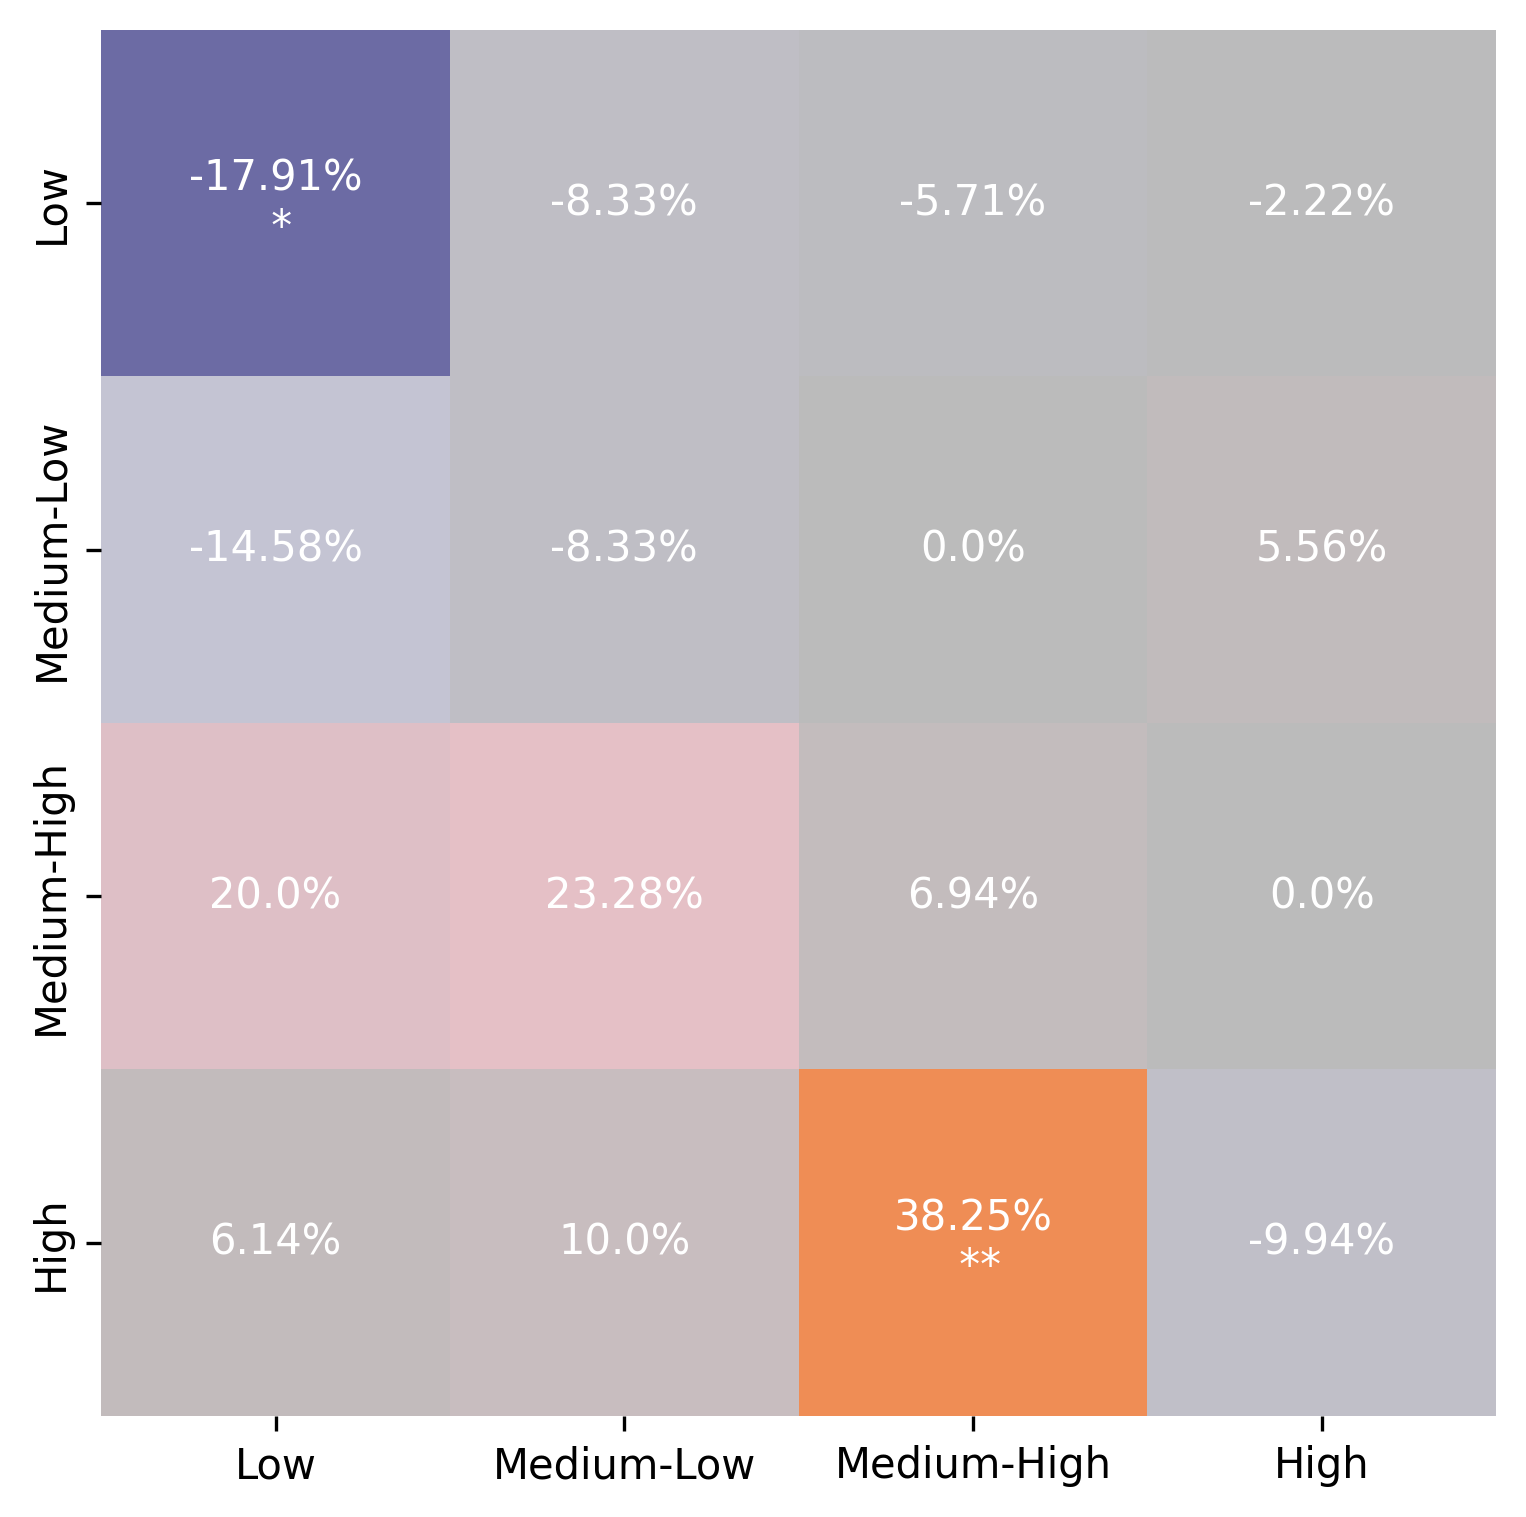 Low
-17.91%
*
-8.33%
-5.71%
-2.22%
Medium-Low
-14.58%
-8.33%
0.0%
5.56%
Medium-High
20.0%
23.28%
6.94%
0.0%
High
6.14%
10.0%
38.25%
**
-9.94%
Low
Medium-Low
Medium-High
High